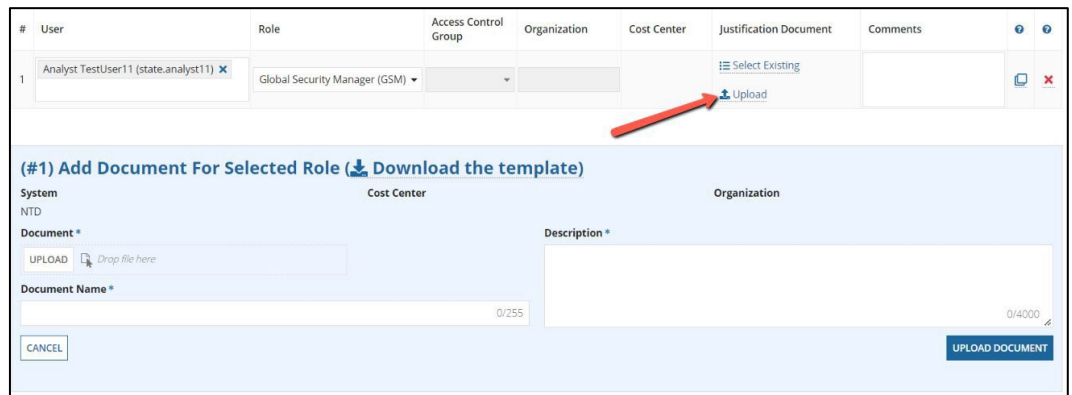 # User Role Access Control Group Organization Cost Center Justification Document Comments
1 Analyst TestUser11 (state.analyst11) Global Security Manager (GSM) Select Existing
Upload
(#1) Add Document For Selected Role (Download the template)
System Cost Center Organization
NTD
Document * Description *
UPLOAD Drop file here
Document Name *
0/255 0/4000
CANCEL UPLOAD DOCUMENT